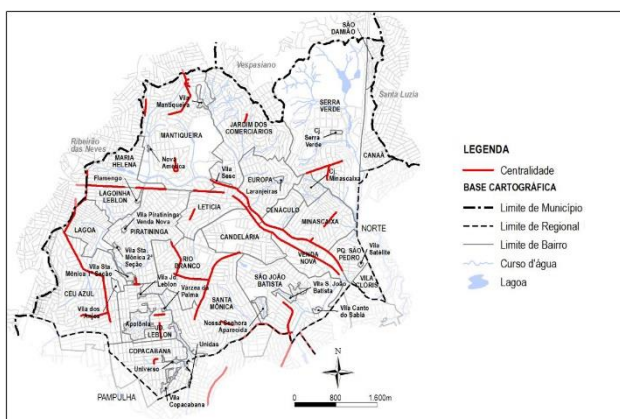 SÃO
DAMIÃO
Vespasiano
Santa Luzia
Vila
Mantiqueira
SERRA
VERDE
JARDIM DOS
COMERCIÁRIOS
MANTIQUEIRA
Cj.
Serra
Verde
Ribeirão
das Neves
MARIA
HELENA
Nova
América
Vila
Sesc
CANAÃ
Cj.
Minascaixa
Flamengo
EUROPA
Laranjeiras
LAGOINHA
LEBLON
LETÍCIA
CENÁCULO
MINASCAIXA
NORTE
Vila Piratininga
Venda Nova
LAGOA
PIRATININGA
CANDELÁRIA
Vila Sta.
Mônica 2ª
Seção
RIO
BRANCO
VENDA
NOVA
PQ. SÃO
PEDRO
Vila
Satélite
Vila Sta.
Mônica 1ª Seção
Vila Jd.
Leblon
SÃO JOÃO
BATISTA
VILA
CLÓRIS
CÉU AZUL
Várzea da
Palma
SANTA
MÔNICA
Vila S. João
Batista
Vila dos
Anjos
Apolônia
JD.
LEBLON
Nossa Senhora
Aparecida
Vila Canto
do Sabiá
COPACABANA
Unidas
Universo
PAMPULHA
Vila
Copacabana
N
0 800 1.600m
LEGENDA
Centralidade
BASE CARTOGRÁFICA
Limite de Município
Limite de Regional
Limite de Bairro
Curso d'água
Lagoa